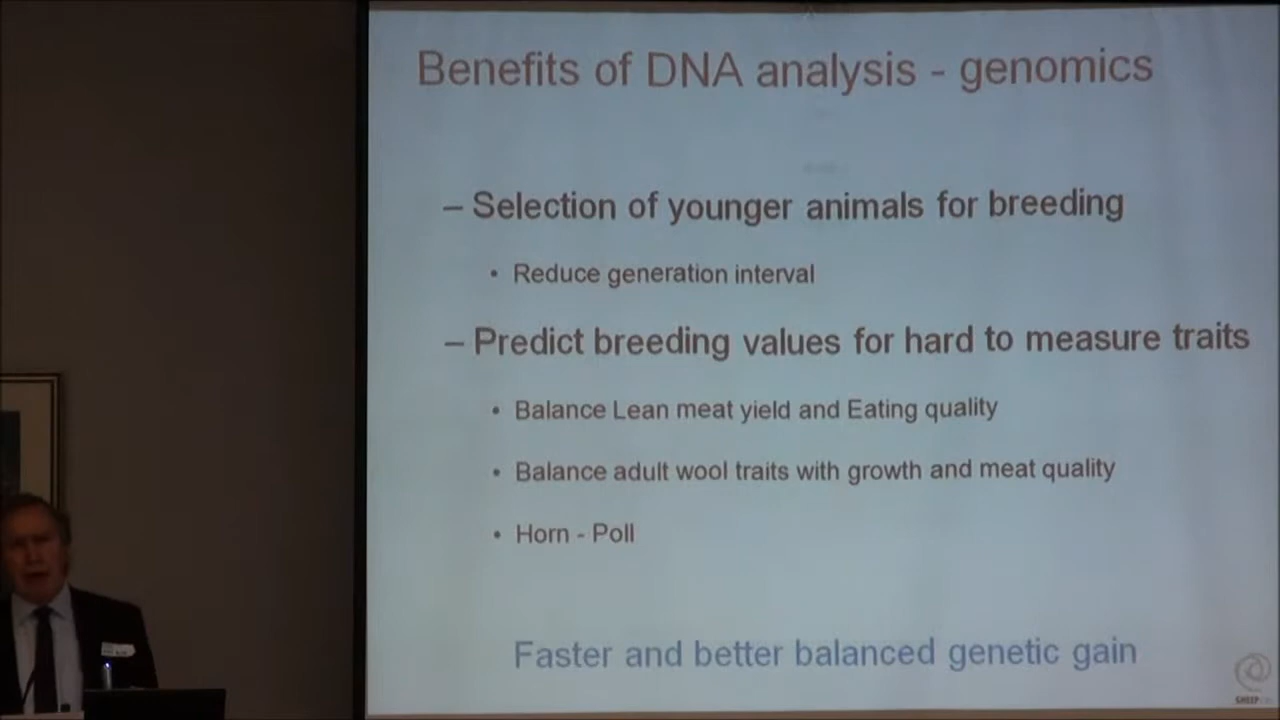 Benefits of DNA analysis - genomics
– Selection of younger animals for breeding
• Reduce generation interval
– Predict breeding values for hard to measure traits
• Balance Lean meat yield and Eating quality
• Balance adult wool traits with growth and meat quality
• Horn - Poll
Faster and better balanced genetic gain
SHEEP